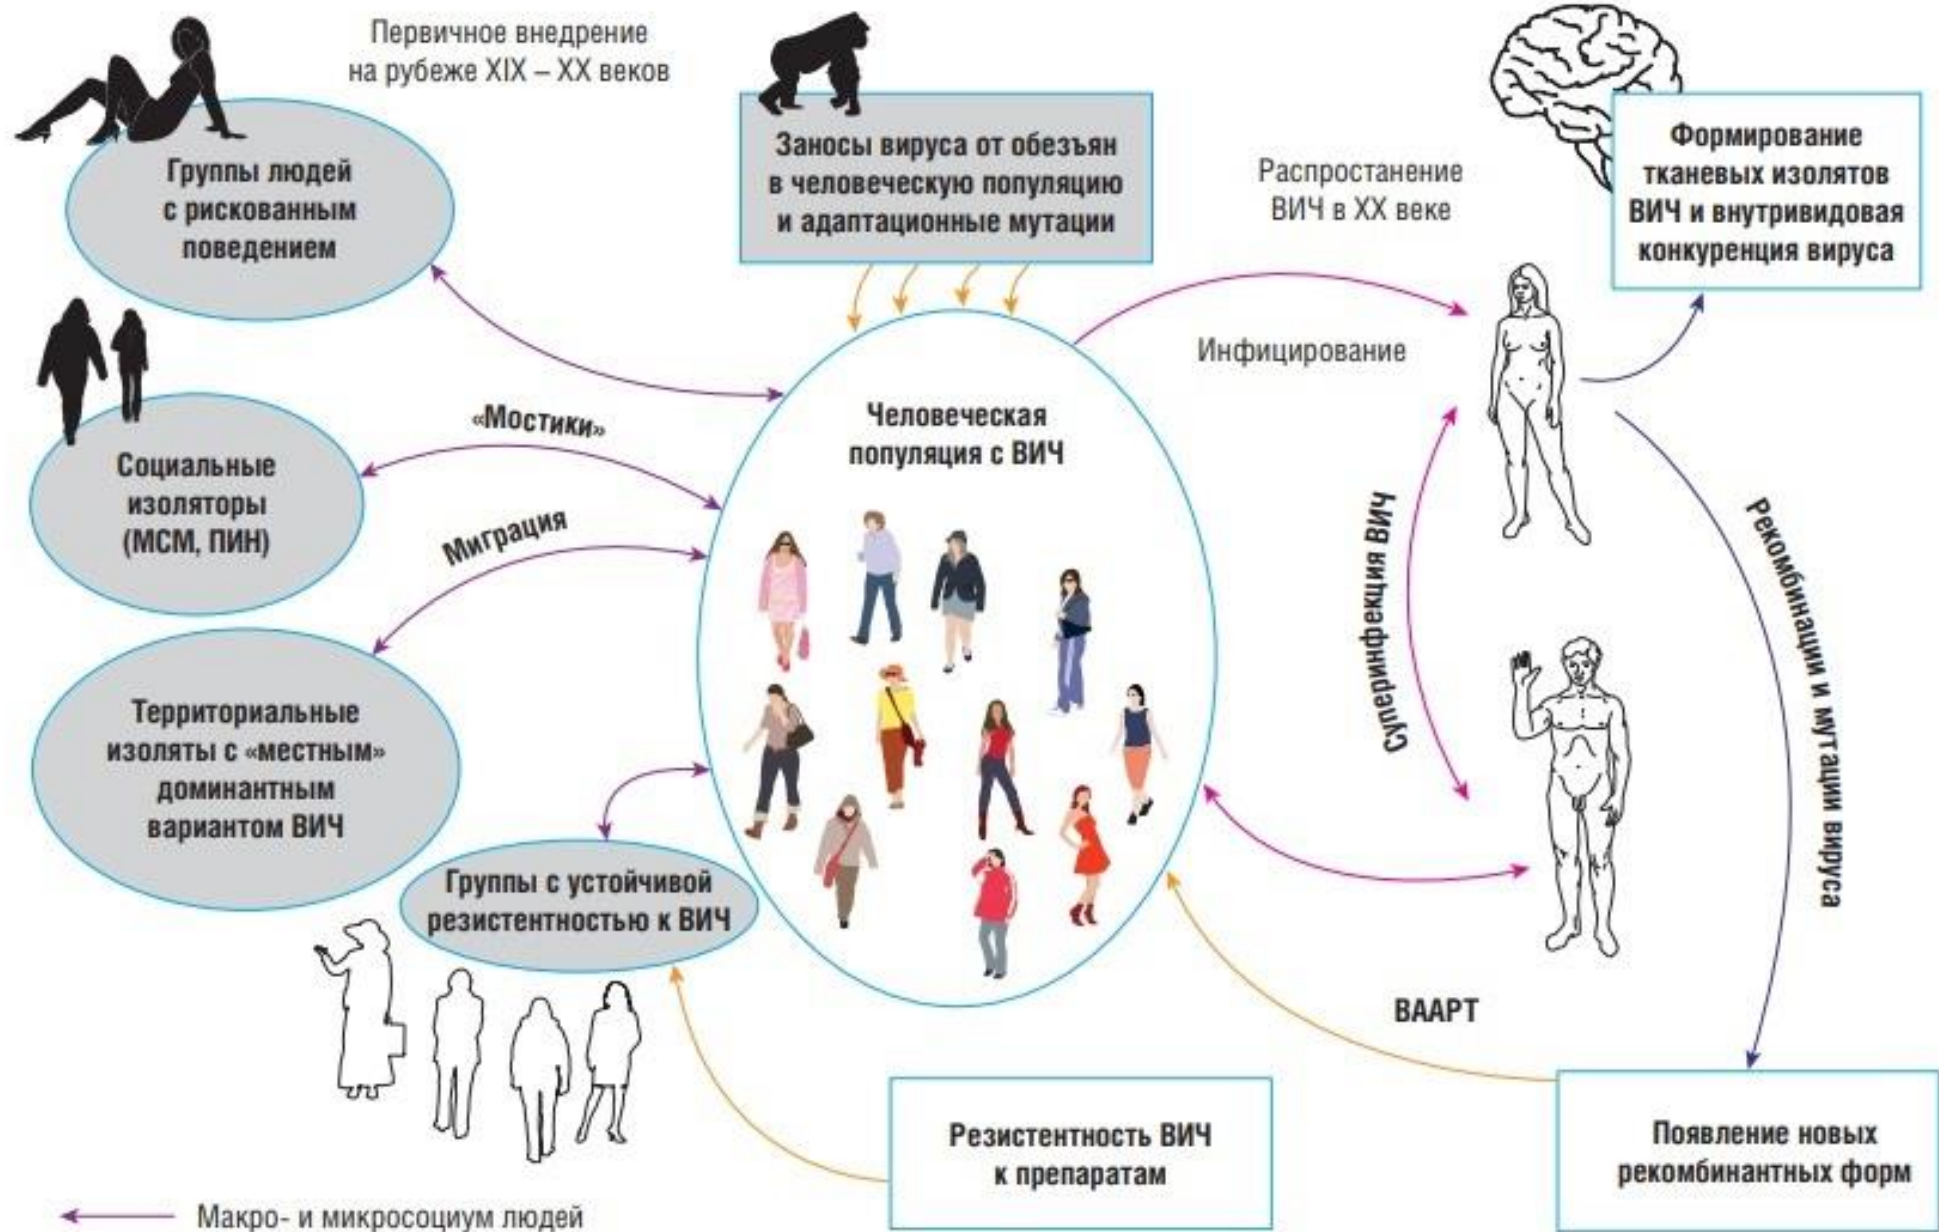 Первичное внедрение
на рубеже XIX – XX веков
Группы людей
с рискованным
поведением
Заносы вируса от обезъян
в человеческую популяцию
и адаптационные мутации
Распростанение
ВИЧ в XX веке
Формирование
тканевых изолятов
ВИЧ и внутривидовая
конкуренция вируса
Инфицирование
«Мостики»
Социальные
изоляторы
(МСМ, ПИН)
Миграция
Человеческая
популяция с ВИЧ
Суперинфекция ВИЧ
Рекомбинации и мутации вируса
Территориальные
изоляты с «местным»
доминантным
вариантом ВИЧ
Группы с устойчивой
резистентностью к ВИЧ
ВААРТ
Резистентность ВИЧ
к препаратам
Появление новых
рекомбинантных форм
Макро- и микросоциум людей